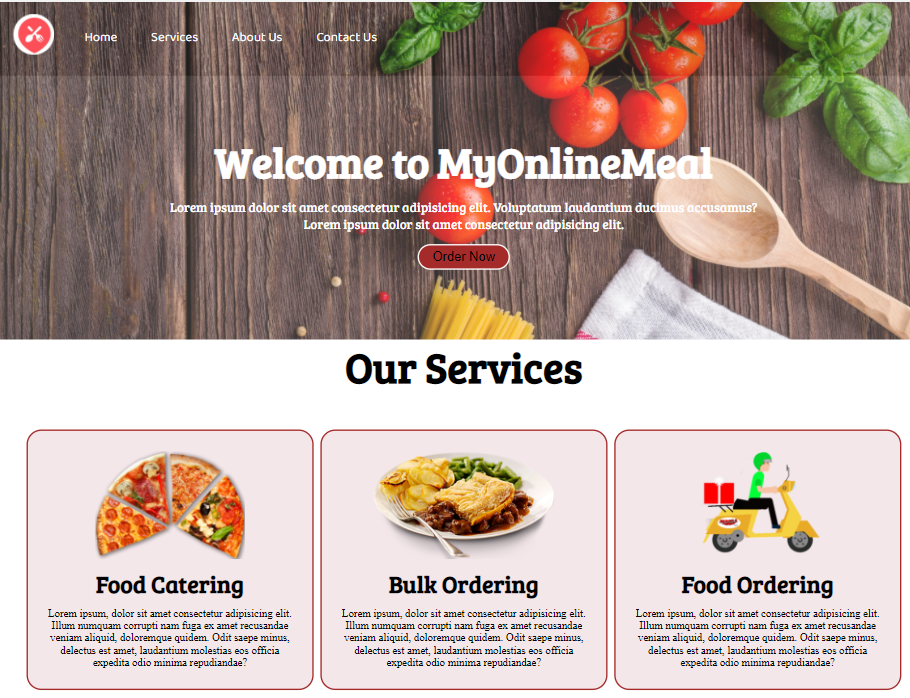 Home Services About Us Contact Us
Welcome to MyOnlineMeal
Lorem ipsum dolor sit amet consectetur adipisicing elit. Voluptatum laudantium ducimus accusamus?
Lorem ipsum dolor sit amet consectetur adipisicing elit.
Order Now
Our Services
Food Catering
Lorem ipsum, dolor sit amet consectetur adipisicing elit.
Illum numquam corrupti nam fuga ex amet recusandae
veniam aliquid, doloremque quidem. Odit saepe minus,
delectus est amet, laudantium molestias eos officia
expedita odio minima repudiandae?
Bulk Ordering
Lorem ipsum, dolor sit amet consectetur adipisicing elit.
Illum numquam corrupti nam fuga ex amet recusandae
veniam aliquid, doloremque quidem. Odit saepe minus,
delectus est amet, laudantium molestias eos officia
expedita odio minima repudiandae?
Food Ordering
Lorem ipsum, dolor sit amet consectetur adipisicing elit.
Illum numquam corrupti nam fuga ex amet recusandae
veniam aliquid, doloremque quidem. Odit saepe minus,
delectus est amet, laudantium molestias eos officia
expedita odio minima repudiandae?